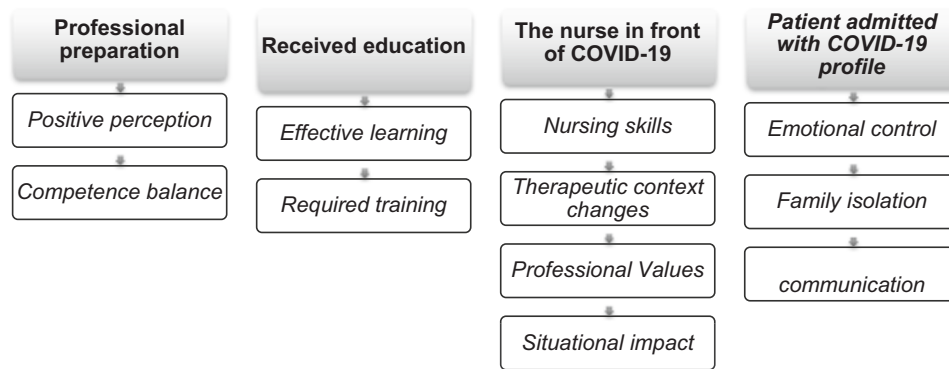 Professional
preparation
Positive perception
Competence balance
Received education
Effective learning
Required training
The nurse in front
of COVID-19
Nursing skills
Therapeutic context
changes
Professional Values
Situational impact
Patient admitted
with COVID-19
profile
Emotional control
Family isolation
communication